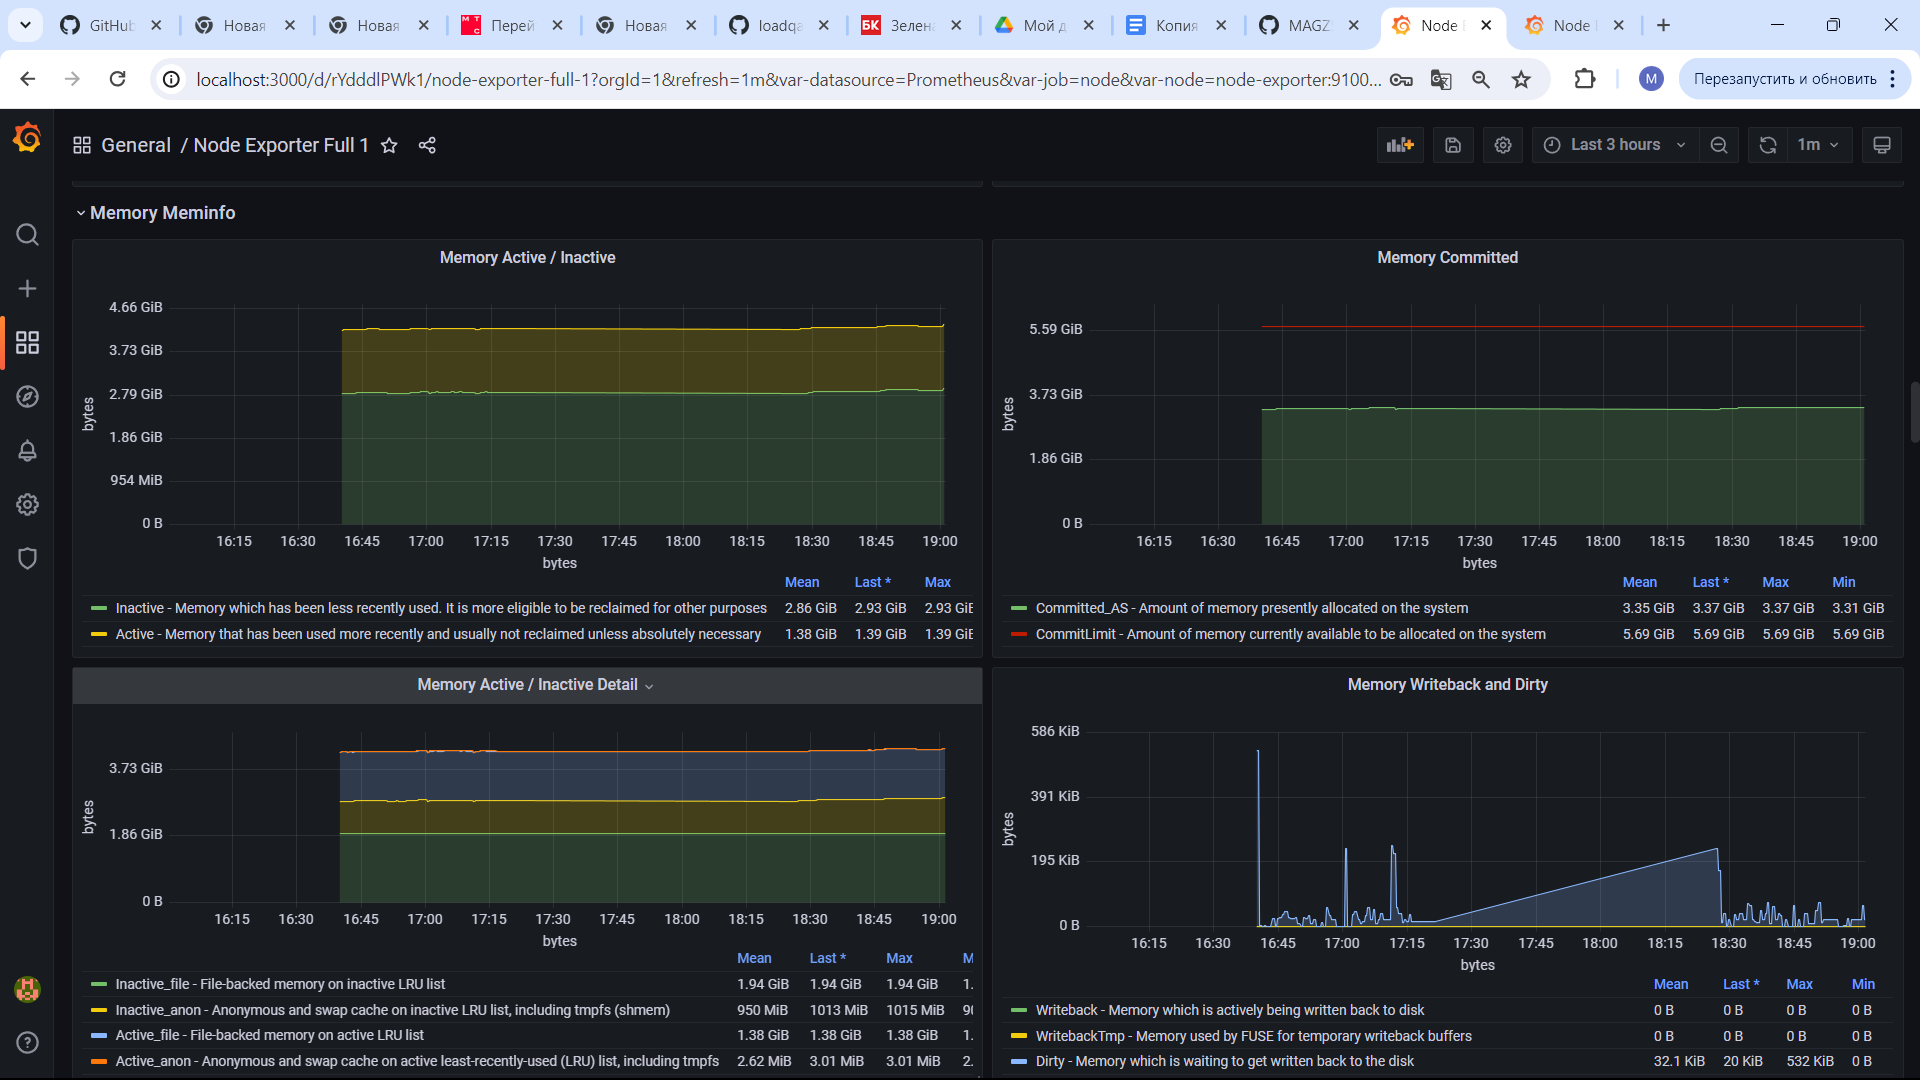 GitHub
Новая
Новая
Перей
Новая
loadqa
Зелена
Мой д
Копия
MAGZ
Node
Node
localhost:3000/d/rYdddlPWk1/node-exporter-full-1?orgId=1&refresh=1m&var-datasource=Prometheus&var-job=node&var-node=node-exporter:9100...
M
Перезапустить и обновить
General / Node Exporter Full 1
Last 3 hours
1m
Memory Meminfo
Memory Active / Inactive
4.66 GiB
3.73 GiB
2.79 GiB
1.86 GiB
954 MiB
0 B
bytes
16:15 16:30 16:45 17:00 17:15 17:30 17:45 18:00 18:15 18:30 18:45 19:00
bytes
Mean Last * Max
Inactive - Memory which has been less recently used. It is more eligible to be reclaimed for other purposes 2.86 GiB 2.93 GiB 2.93 GiB
Active - Memory that has been used more recently and usually not reclaimed unless absolutely necessary 1.38 GiB 1.39 GiB 1.39 GiB
Memory Committed
5.59 GiB
3.73 GiB
1.86 GiB
0 B
bytes
16:15 16:30 16:45 17:00 17:15 17:30 17:45 18:00 18:15 18:30 18:45 19:00
bytes
Mean Last * Max Min
Committed_AS - Amount of memory presently allocated on the system 3.35 GiB 3.37 GiB 3.37 GiB 3.31 GiB
CommitLimit - Amount of memory currently available to be allocated on the system 5.69 GiB 5.69 GiB 5.69 GiB 5.69 GiB
Memory Active / Inactive Detail
3.73 GiB
1.86 GiB
0 B
bytes
16:15 16:30 16:45 17:00 17:15 17:30 17:45 18:00 18:15 18:30 18:45 19:00
bytes
Mean Last * Max M
Inactive_file - File-backed memory on inactive LRU list 1.94 GiB 1.94 GiB 1.94 GiB 1.
Inactive_anon - Anonymous and swap cache on inactive LRU list, including tmpfs (shmem) 950 MiB 1013 MiB 1015 MiB 90
Active_file - File-backed memory on active LRU list 1.38 GiB 1.38 GiB 1.38 GiB 1.
Active_anon - Anonymous and swap cache on active least-recently-used (LRU) list, including tmpfs 2.62 MiB 3.01 MiB 3.01 MiB 2.
Memory Writeback and Dirty
586 KiB
391 KiB
195 KiB
0 B
bytes
16:15 16:30 16:45 17:00 17:15 17:30 17:45 18:00 18:15 18:30 18:45 19:00
bytes
Mean Last * Max Min
Writeback - Memory which is actively being written back to disk 0 B 0 B 0 B 0 B
WritebackTmp - Memory used by FUSE for temporary writeback buffers 0 B 0 B 0 B 0 B
Dirty - Memory which is waiting to get written back to the disk 32.1 KiB 20 KiB 532 KiB 0 B